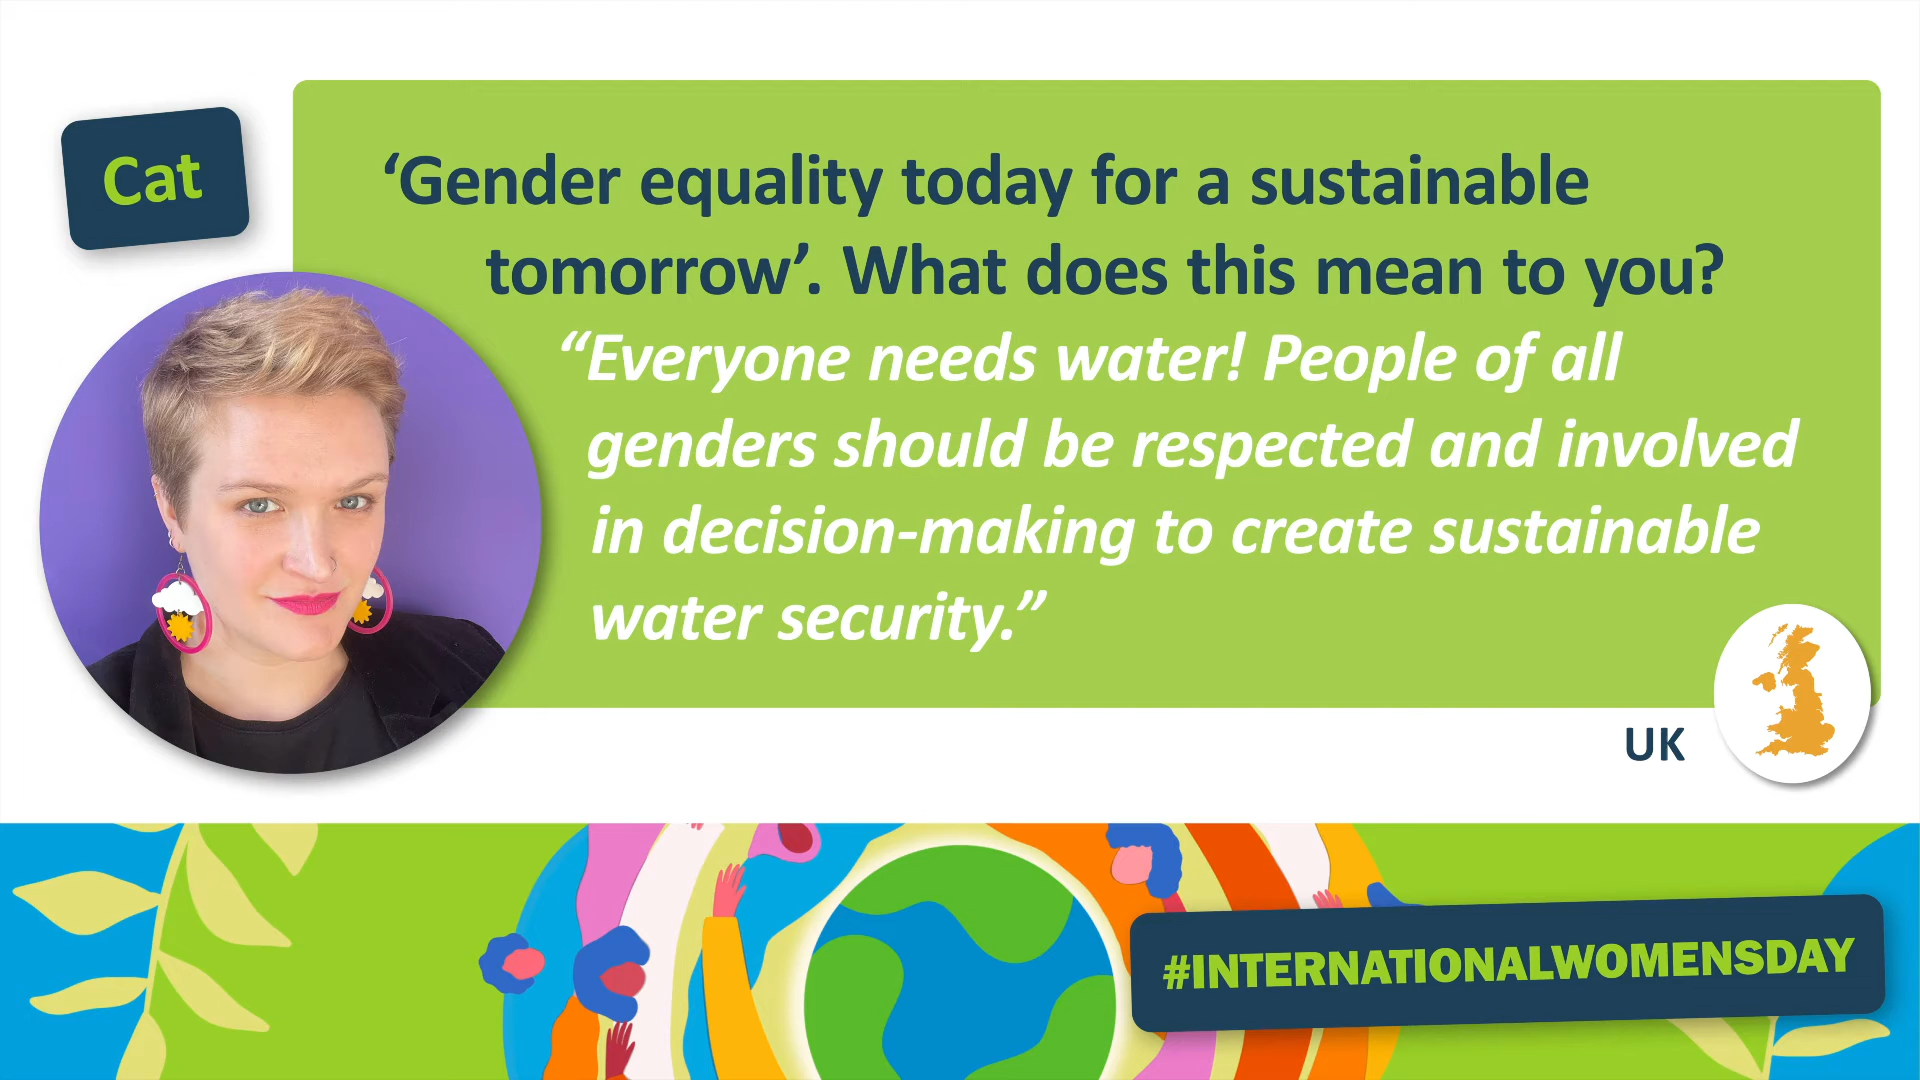 Cat
‘Gender equality today for a sustainable
tomorrow’. What does this mean to you?
“Everyone needs water! People of all
genders should be respected and involved
in decision-making to create sustainable
water security.”
UK
#INTERNATIONALWOMENSDAY